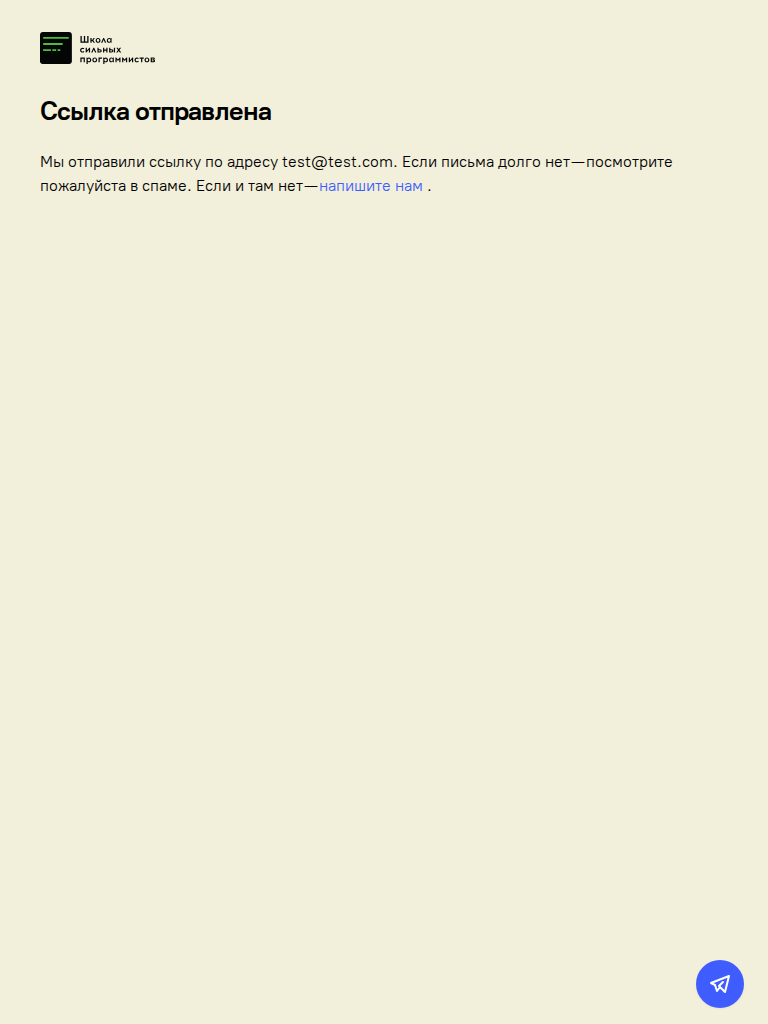 Школа
сильных
программистов
Ссылка отправлена
Мы отправили ссылку по адресу test@test.com. Если письма долго нет—посмотрите
пожалуйста в спаме. Если и там нет—напишите нам .